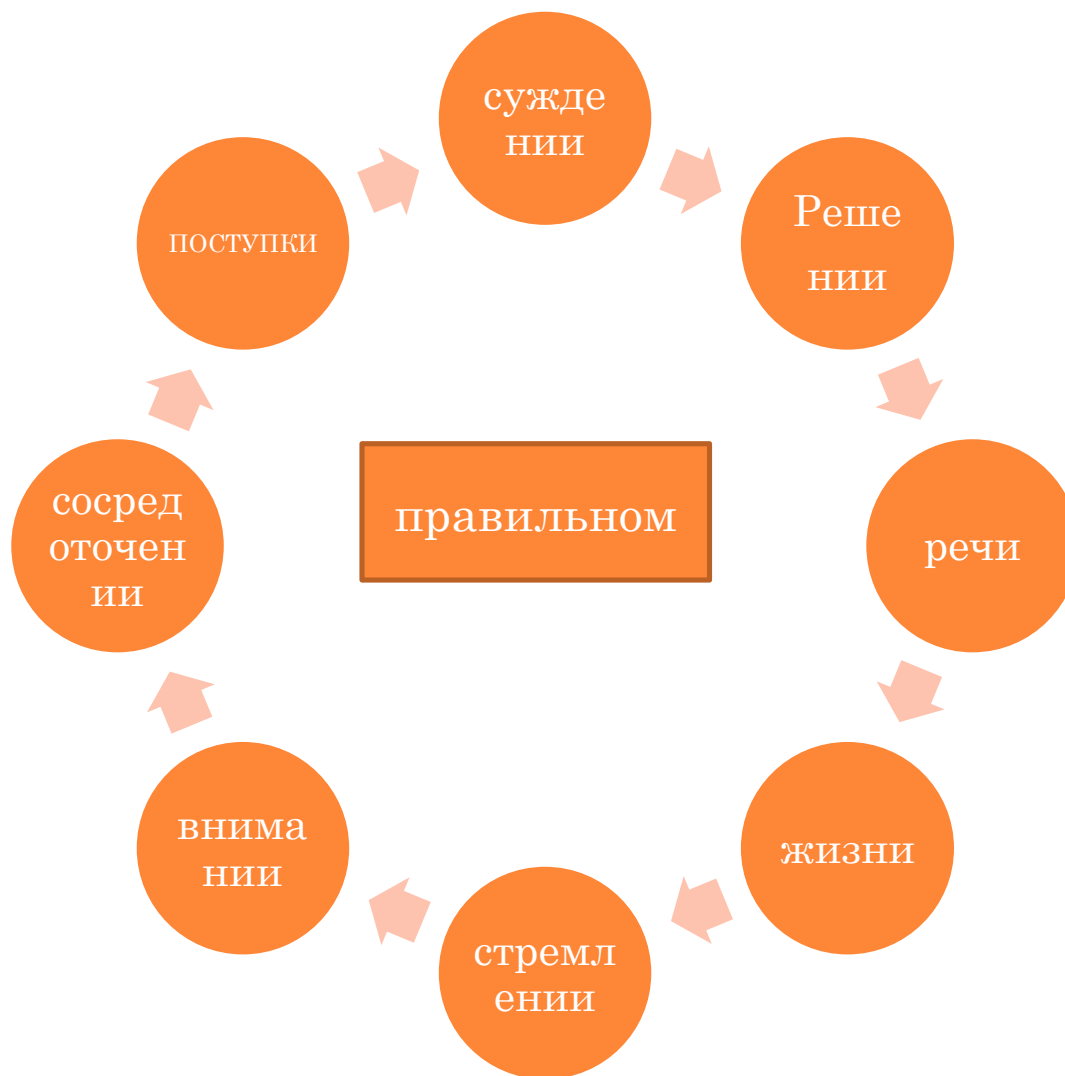 сужде
нии
Реше
нии
речи
жизни
стремл
ении
внима
нии
сосред
оточен
ии
поступки
правильном